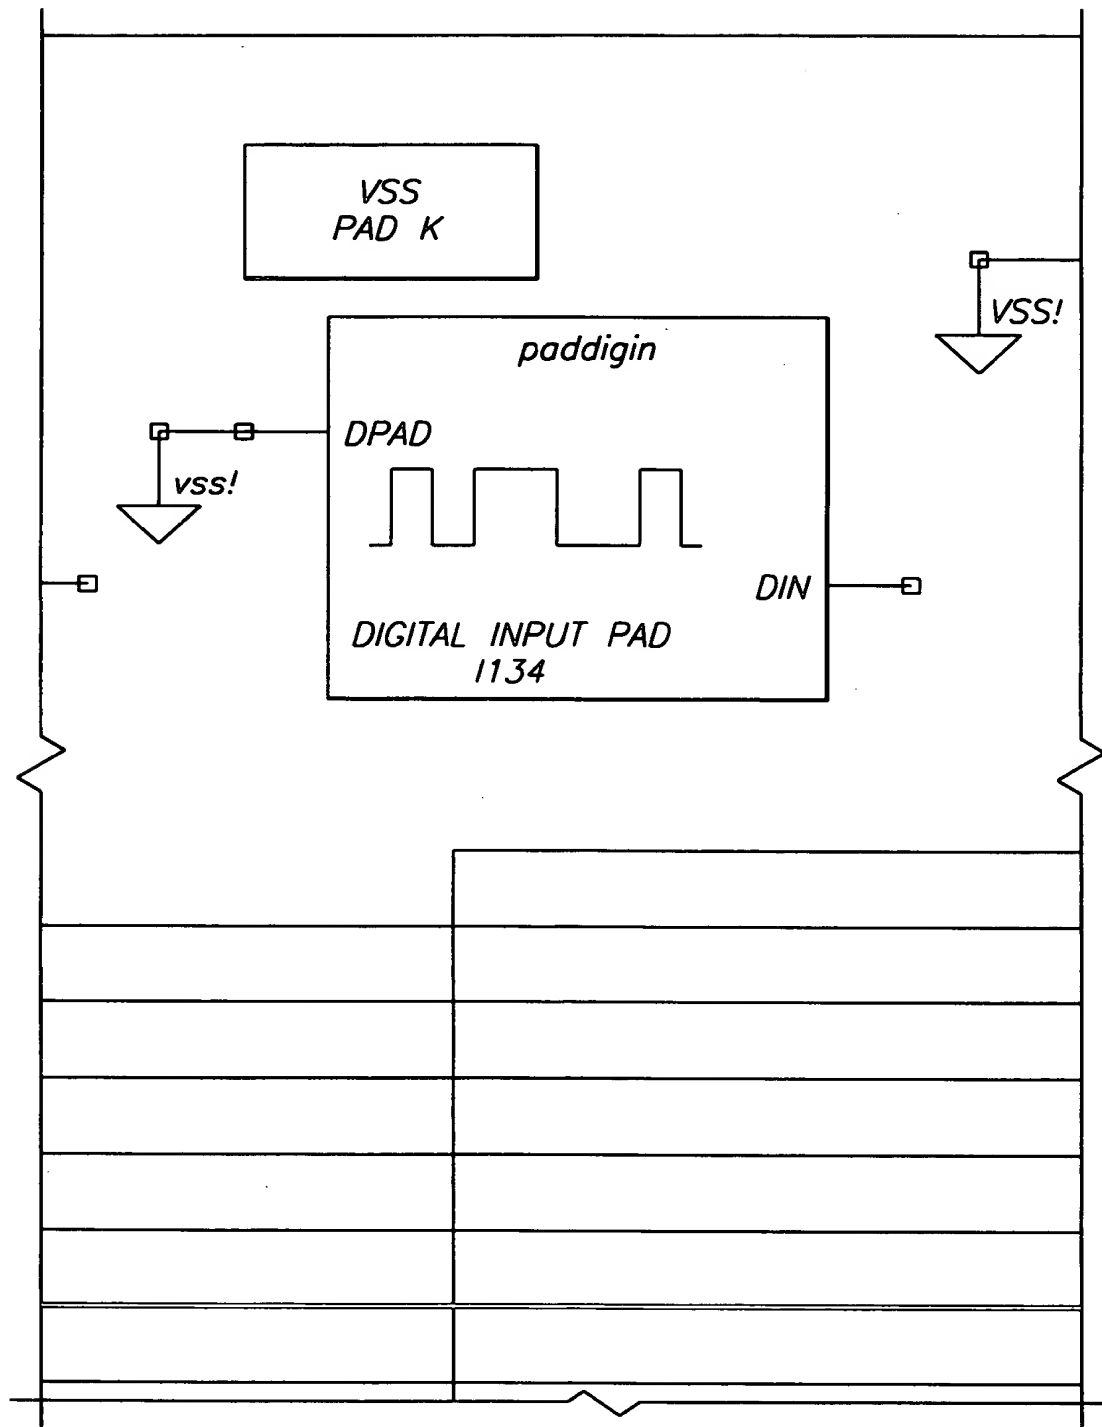 VSS
PAD K
VSS!
paddigin
DPAD
vss!
DIN
DIGITAL INPUT PAD
I134